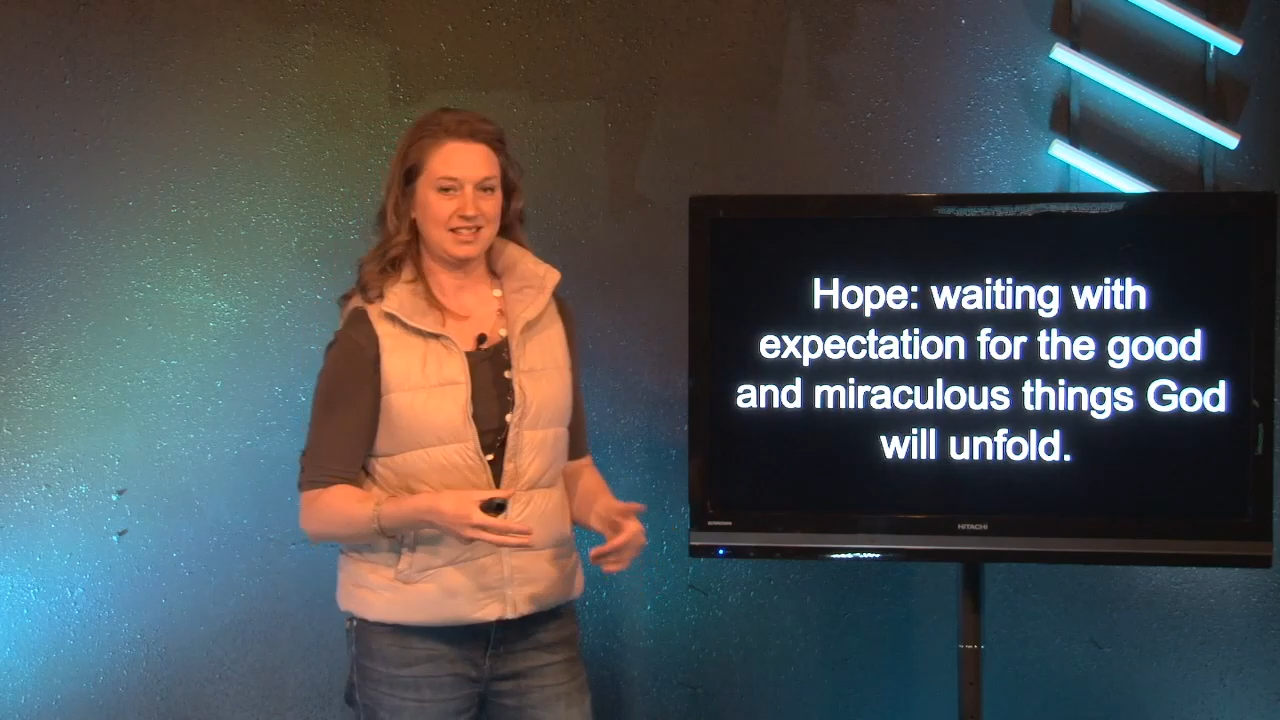 Hope: waiting with
expectation for the good
and miraculous things God
will unfold.
HITACHI